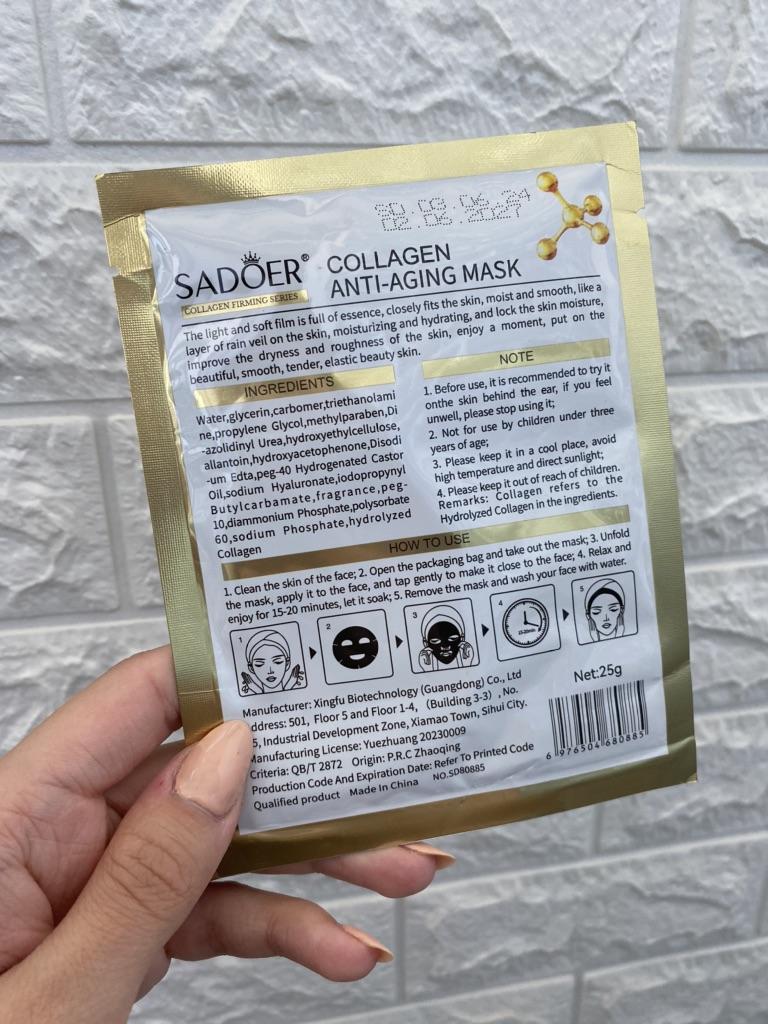 SD 08.06.24
02.06.2027
SADOER®
COLLAGEN FIRMING SERIES
COLLAGEN
ANTI-AGING MASK
The light and soft film is full of essence, closely fits the skin, moist and smooth, like a
layer of rain veil on the skin, moisturizing and hydrating, and lock the skin moisture,
improve the dryness and roughness of the skin, enjoy a moment, put on the
beautiful, smooth, tender, elastic beauty skin.
INGREDIENTS
Water,glycerin,carbomer,triethanolami
ne,propylene Glycol,methylparaben,Di
-azolidinyl Urea,hydroxyethylcellulose,
allantoin,hydroxyacetophenone,Disodi
-um Edta,peg-40 Hydrogenated Castor
Oil,sodium Hyaluronate,iodopropynyl
Butylcarbamate,fragrance,peg-
10,diammonium Phosphate,polysorbate
60,sodium Phosphate,hydrolyzed
Collagen
NOTE
1. Before use, it is recommended to try it
onthe skin behind the ear, if you feel
unwell, please stop using it;
2. Not for use by children under three
years of age;
3. Please keep it in a cool place, avoid
high temperature and direct sunlight;
4. Please keep it out of reach of children.
Remarks: Collagen refers to the
Hydrolyzed Collagen in the ingredients.
HOW TO USE
1. Clean the skin of the face; 2. Open the packaging bag and take out the mask; 3. Unfold
the mask, apply it to the face, and tap gently to make it close to the face; 4. Relax and
enjoy for 15-20 minutes, let it soak; 5. Remove the mask and wash your face with water.
1
2
3
4
15-20min
5
Manufacturer: Xingfu Biotechnology (Guangdong) Co., Ltd
ddress: 501, Floor 5 and Floor 1-4, (Building 3-3) , No.
5, Industrial Development Zone, Xiamao Town, Sihui City.
Manufacturing License: Yuezhuang 20230009
Criteria: QB/T 2872 Origin: P.R.C Zhaoqing
Production Code And Expiration Date: Refer To Printed Code
Qualified product Made In China NO.SD80885
Net:25g
6 976504 680885